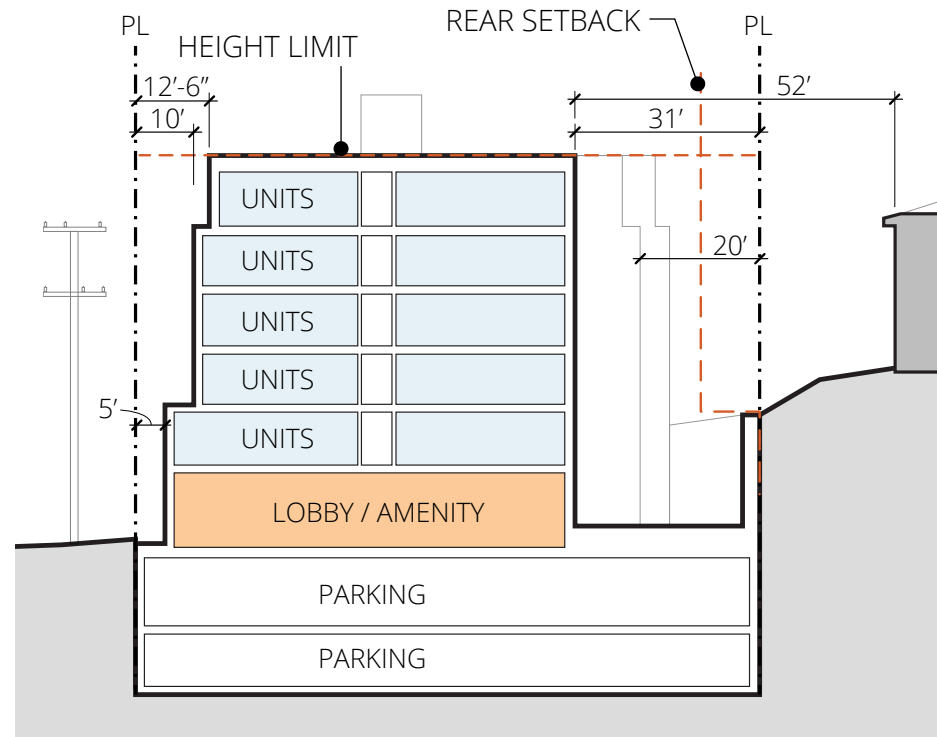 REAR SETBACK
PL
PL
HEIGHT LIMIT
12’-6”
52’
10’
31’
UNITS
20’
UNITS
UNITS
UNITS
5’
UNITS
LOBBY / AMENITY
PARKING
PARKING